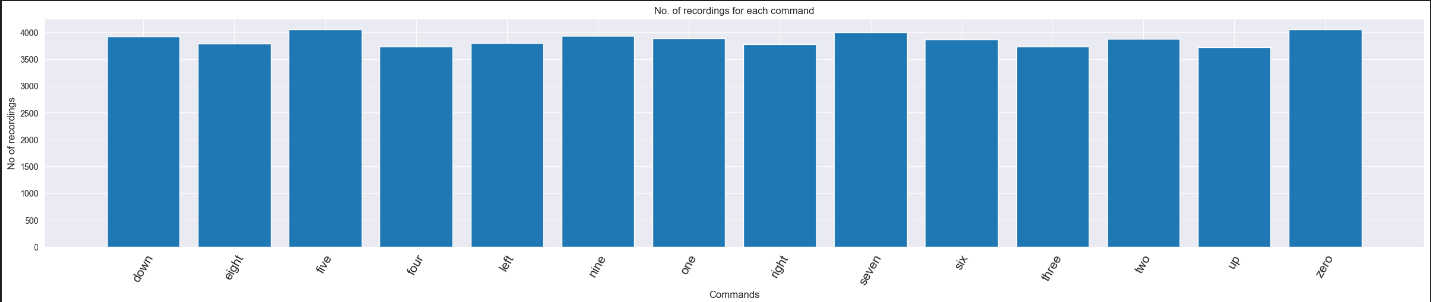 No. of recordings for each command
No of recordings
4000
3500
3000
2500
2000
1500
1000
500
0
down
eight
five
four
left
nine
one
right
seven
six
three
two
up
zero
Commands